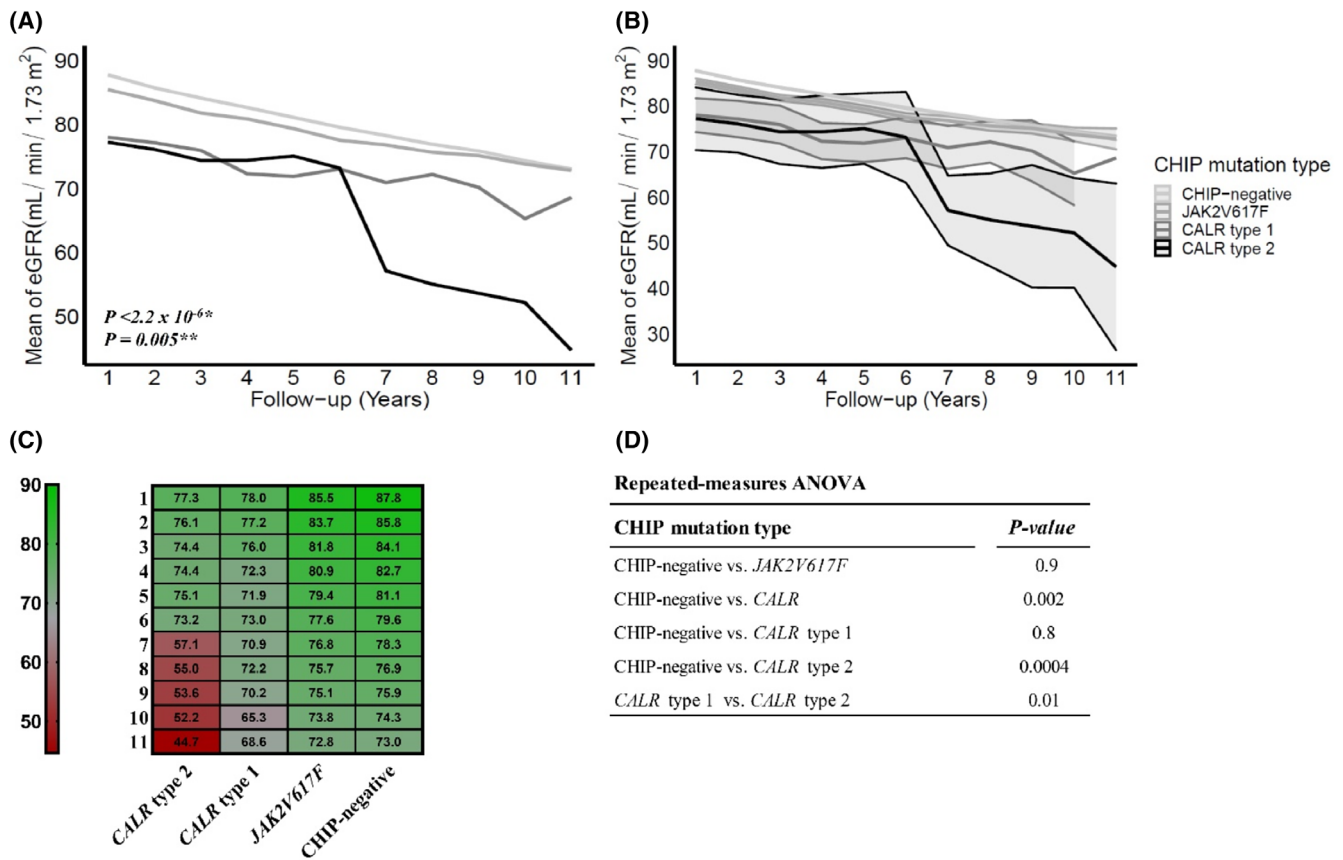 (A)
Mean of eGFR(mL/ min/ 1.73 m²)
90
80
70
60
50
P <2.2 x 10⁻⁶*
P = 0.005**
1 2 3 4 5 6 7 8 9 10 11
Follow−up (Years)
(B)
Mean of eGFR(mL/ min/ 1.73 m²)
90
80
70
60
50
40
30
1 2 3 4 5 6 7 8 9 10 11
Follow−up (Years)
CHIP mutation type
CHIP−negative
JAK2V617F
CALR type 1
CALR type 2
(C)
90
80
70
60
50
1 77.3 78.0 85.5 87.8
2 76.1 77.2 83.7 85.8
3 74.4 76.0 81.8 84.1
4 74.4 72.3 80.9 82.7
5 75.1 71.9 79.4 81.1
6 73.2 73.0 77.6 79.6
7 57.1 70.9 76.8 78.3
8 55.0 72.2 75.7 76.9
9 53.6 70.2 75.1 75.9
10 52.2 65.3 73.8 74.3
11 44.7 68.6 72.8 73.0
CALR type 2
CALR type 1
JAK2V617F
CHIP-negative
(D)
Repeated-measures ANOVA
CHIP mutation type P-value
CHIP-negative vs. JAK2V617F 0.9
CHIP-negative vs. CALR 0.002
CHIP-negative vs. CALR type 1 0.8
CHIP-negative vs. CALR type 2 0.0004
CALR type 1 vs. CALR type 2 0.01